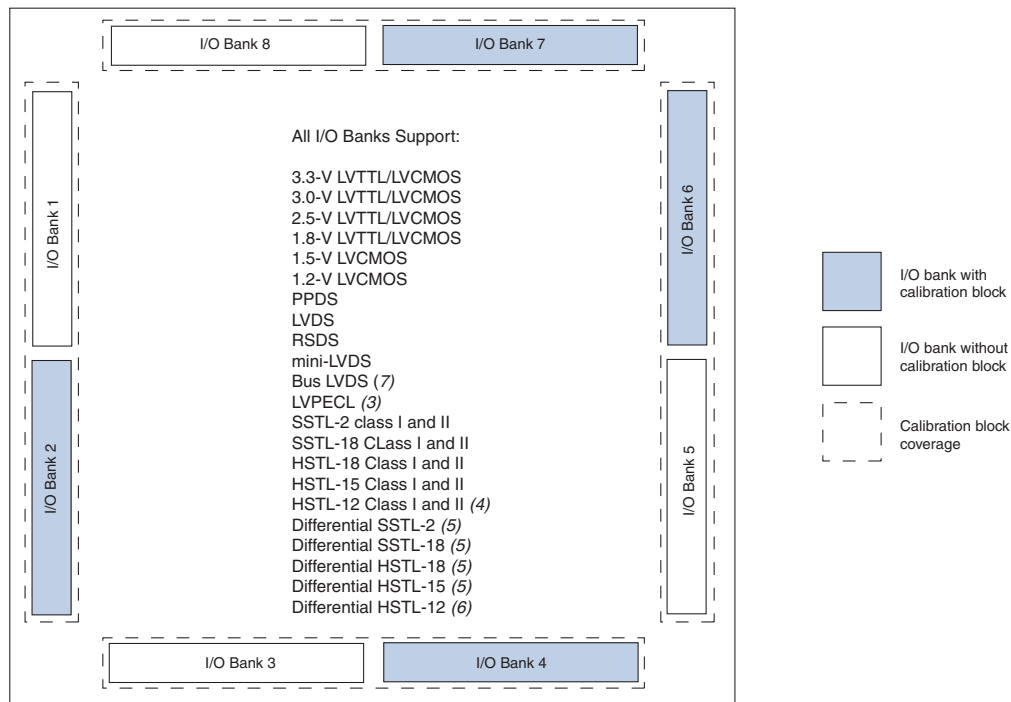 I/O Bank 8
I/O Bank 7
I/O Bank 1
I/O Bank 2
All I/O Banks Support:
3.3-V LVTTL/LVCMOS
3.0-V LVTTL/LVCMOS
2.5-V LVTTL/LVCMOS
1.8-V LVTTL/LVCMOS
1.5-V LVCMOS
1.2-V LVCMOS
PPDS
LVDS
RSDS
mini-LVDS
Bus LVDS (7)
LVPECL (3)
SSTL-2 class I and II
SSTL-18 CLass I and II
HSTL-18 Class I and II
HSTL-15 Class I and II
HSTL-12 Class I and II (4)
Differential SSTL-2 (5)
Differential SSTL-18 (5)
Differential HSTL-18 (5)
Differential HSTL-15 (5)
Differential HSTL-12 (6)
I/O Bank 6
I/O Bank 5
I/O Bank 3
I/O Bank 4
I/O bank with
calibration block
I/O bank without
calibration block
Calibration block
coverage